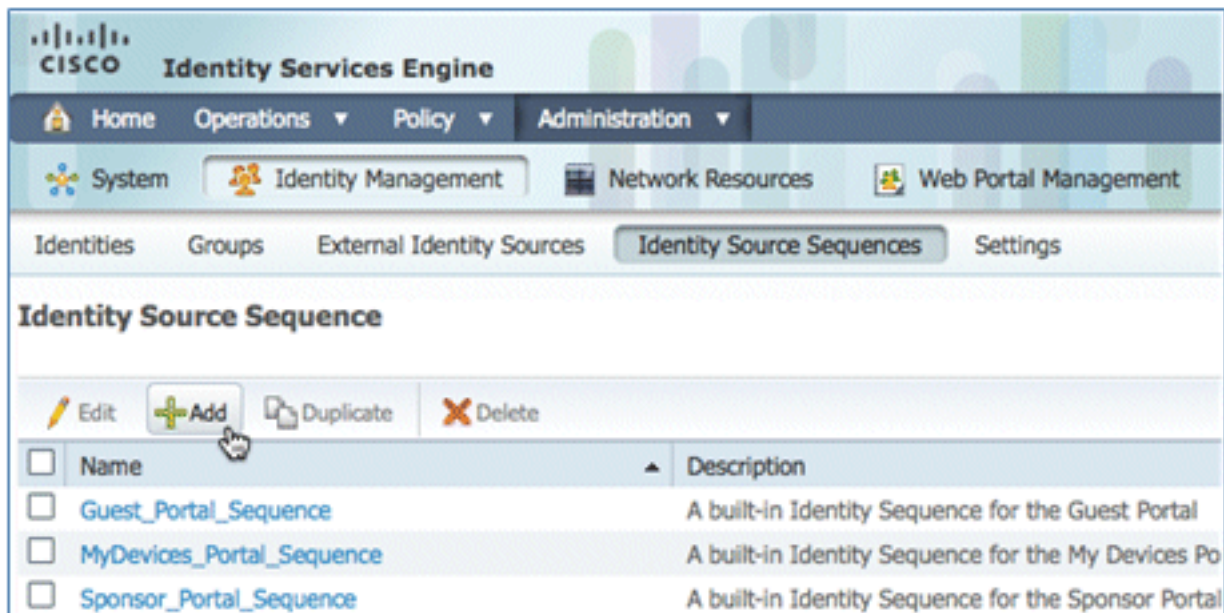 CISCO Identity Services Engine
Home Operations Policy Administration
System Identity Management Network Resources Web Portal Management
Identities Groups External Identity Sources Identity Source Sequences Settings
Identity Source Sequence
Edit Add Duplicate Delete
Name Description
Guest_Portal_Sequence A built-in Identity Sequence for the Guest Portal
MyDevices_Portal_Sequence A built-in Identity Sequence for the My Devices Po
Sponsor_Portal_Sequence A built-in Identity Sequence for the Sponsor Portal